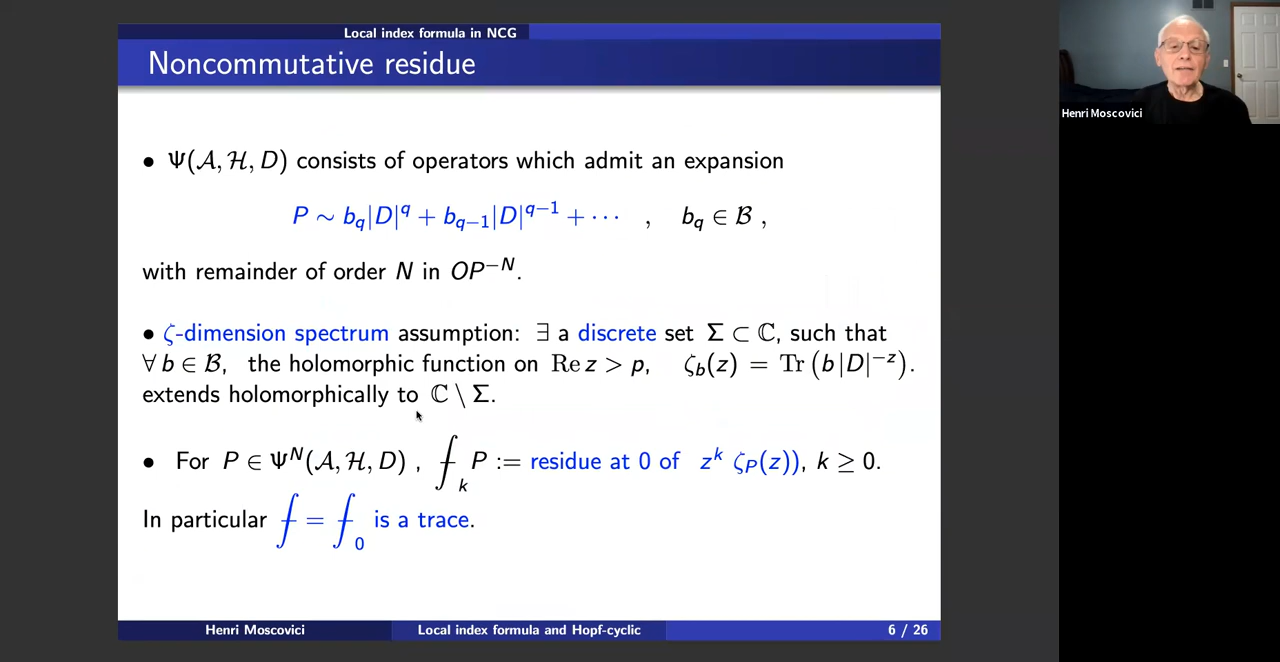 Local index formula in NCG
Noncommutative residue
• Ψ(𝒜, ℋ, D) consists of operators which admit an expansion
P ∼ b_q|D|^q + b_{q−1}|D|^{q−1} + ⋯ , b_q ∈ ℬ ,
with remainder of order N in OP^{−N}.
• ζ-dimension spectrum assumption: ∃ a discrete set Σ ⊂ ℂ, such that
∀ b ∈ ℬ, the holomorphic function on Re z > p, ζ_b(z) = Tr (b |D|^{−z}).
extends holomorphically to ℂ \ Σ.
• For P ∈ Ψ^N(𝒜, ℋ, D) , ⨍_k P := residue at 0 of z^k ζ_P(z)), k ≥ 0.
In particular ⨍ = ⨍_0 is a trace.
Henri Moscovici Local index formula and Hopf-cyclic 6 / 26
Henri Moscovici